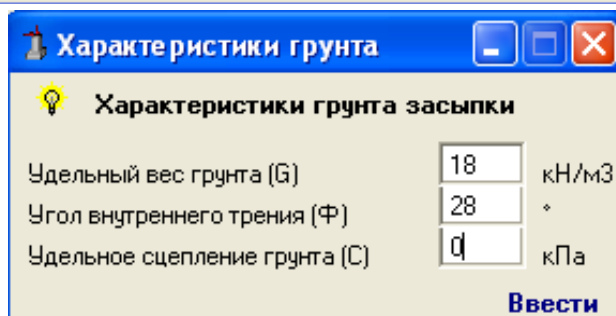 Характеристики грунта
Характеристики грунта засыпки
Удельный вес грунта (G) 18 кН/м3
Угол внутреннего трения (Ф) 28 °
Удельное сцепление грунта (С) 0 кПа
Ввести